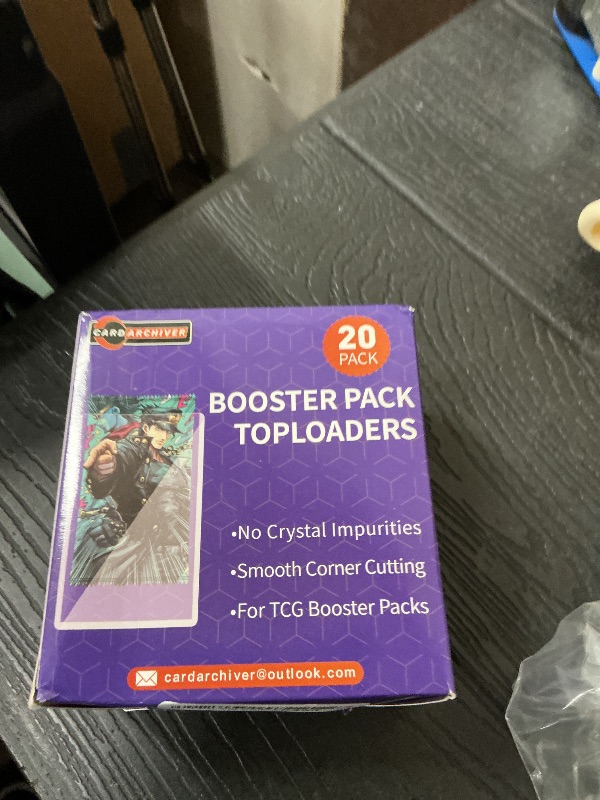 CARDARCHIVER
20
PACK
BOOSTER PACK
TOPLOADERS
•No Crystal Impurities
•Smooth Corner Cutting
•For TCG Booster Packs
cardarchiver@outlook.com